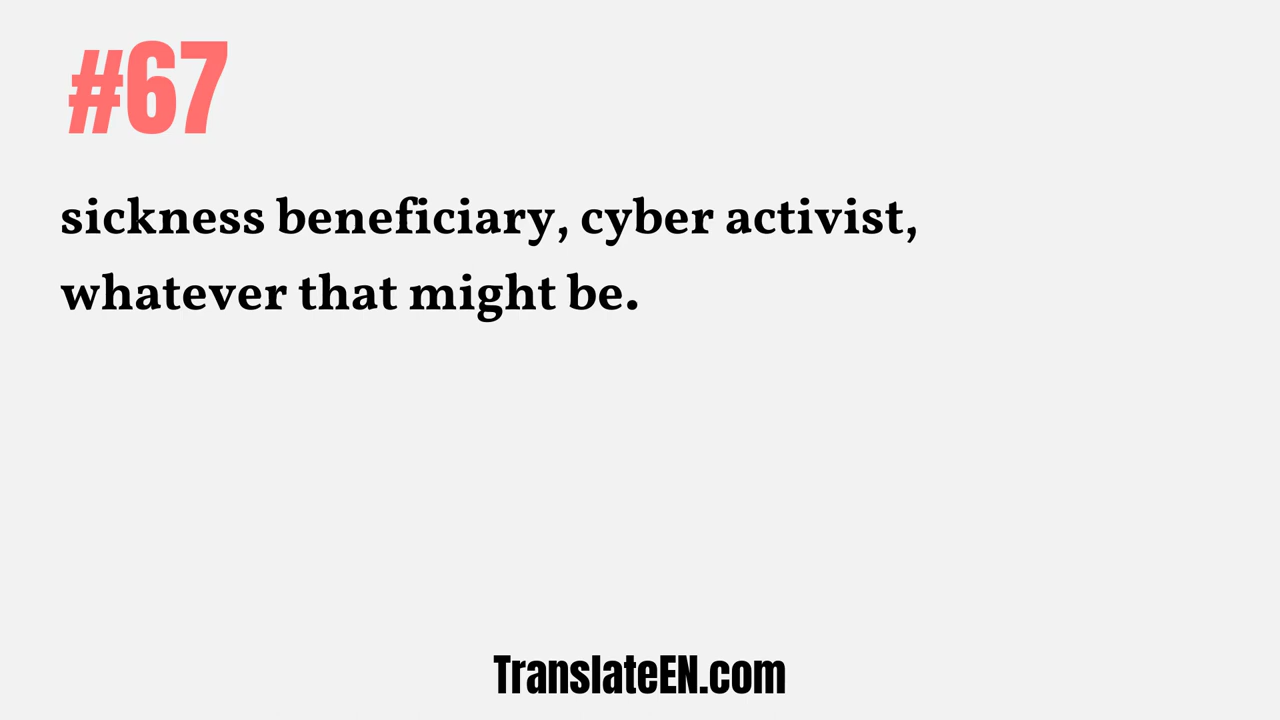 #67
sickness beneficiary, cyber activist,
whatever that might be.
TranslateEN.com